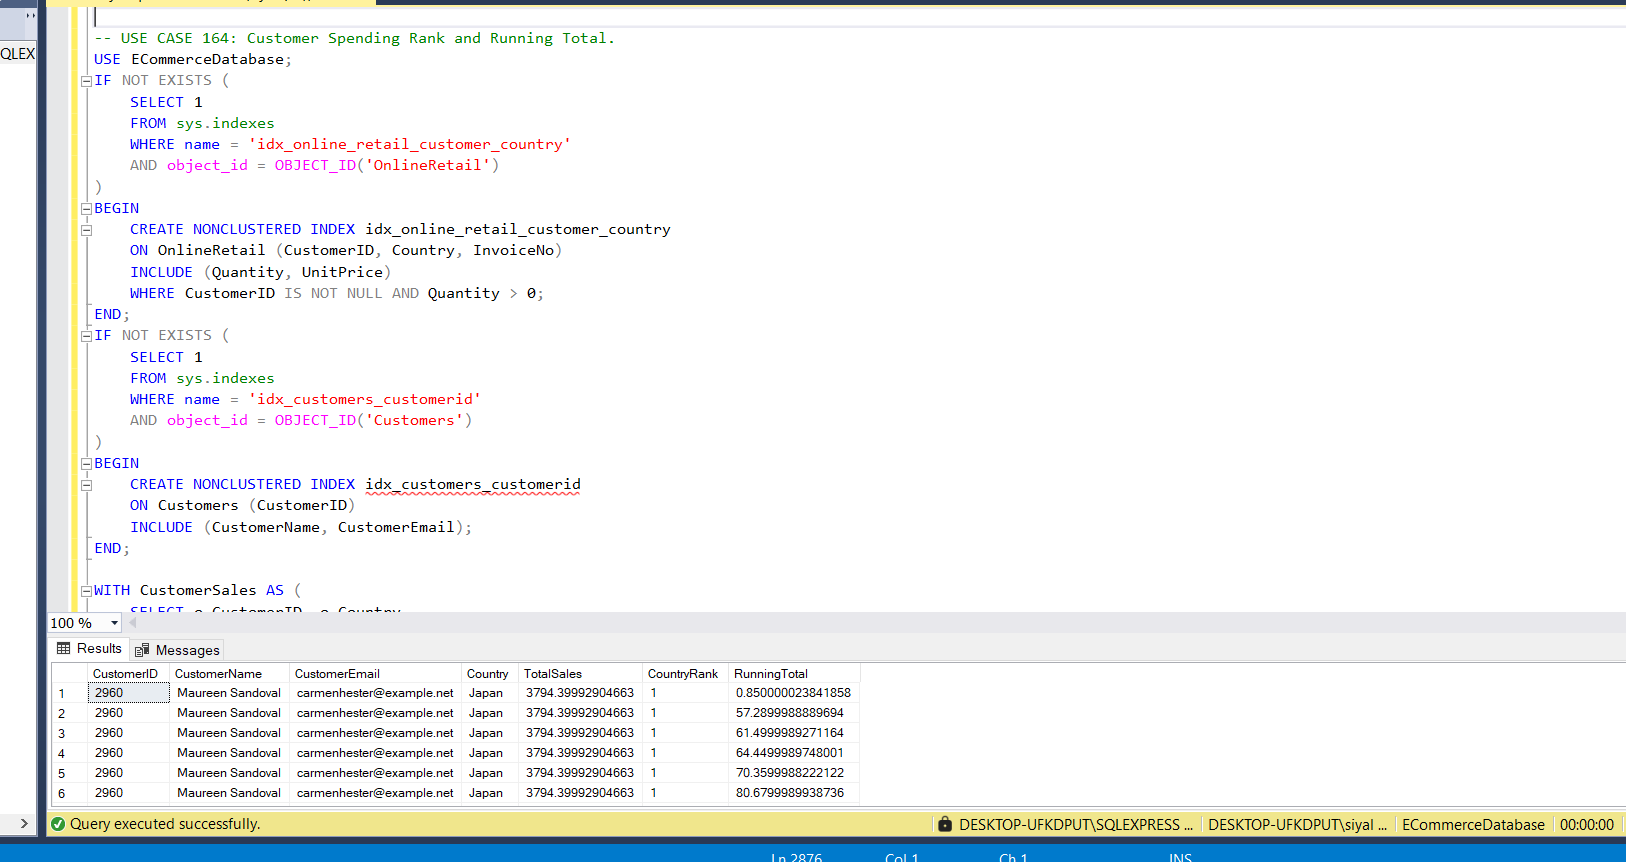 -- USE CASE 164: Customer Spending Rank and Running Total.
USE ECommerceDatabase;
IF NOT EXISTS (
SELECT 1
FROM sys.indexes
WHERE name = 'idx_online_retail_customer_country'
AND object_id = OBJECT_ID('OnlineRetail')
)
BEGIN
CREATE NONCLUSTERED INDEX idx_online_retail_customer_country
ON OnlineRetail (CustomerID, Country, InvoiceNo)
INCLUDE (Quantity, UnitPrice)
WHERE CustomerID IS NOT NULL AND Quantity > 0;
END;
IF NOT EXISTS (
SELECT 1
FROM sys.indexes
WHERE name = 'idx_customers_customerid'
AND object_id = OBJECT_ID('Customers')
)
BEGIN
CREATE NONCLUSTERED INDEX idx_customers_customerid
ON Customers (CustomerID)
INCLUDE (CustomerName, CustomerEmail);
END;
WITH CustomerSales AS (
SELECT o.CustomerID, o.Country,
QLEX
100 %
Results Messages
CustomerID CustomerName CustomerEmail Country TotalSales CountryRank RunningTotal
1 2960 Maureen Sandoval carmenhester@example.net Japan 3794.39992904663 1 0.850000023841858
2 2960 Maureen Sandoval carmenhester@example.net Japan 3794.39992904663 1 57.2899988889694
3 2960 Maureen Sandoval carmenhester@example.net Japan 3794.39992904663 1 61.4999989271164
4 2960 Maureen Sandoval carmenhester@example.net Japan 3794.39992904663 1 64.4499989748001
5 2960 Maureen Sandoval carmenhester@example.net Japan 3794.39992904663 1 70.3599988222122
6 2960 Maureen Sandoval carmenhester@example.net Japan 3794.39992904663 1 80.6799989938736
Query executed successfully. DESKTOP-UFKDPUT\SQLEXPRESS ... DESKTOP-UFKDPUT\siyal ... ECommerceDatabase 00:00:00
Ln 2876 Col 1 Ch 1 INS